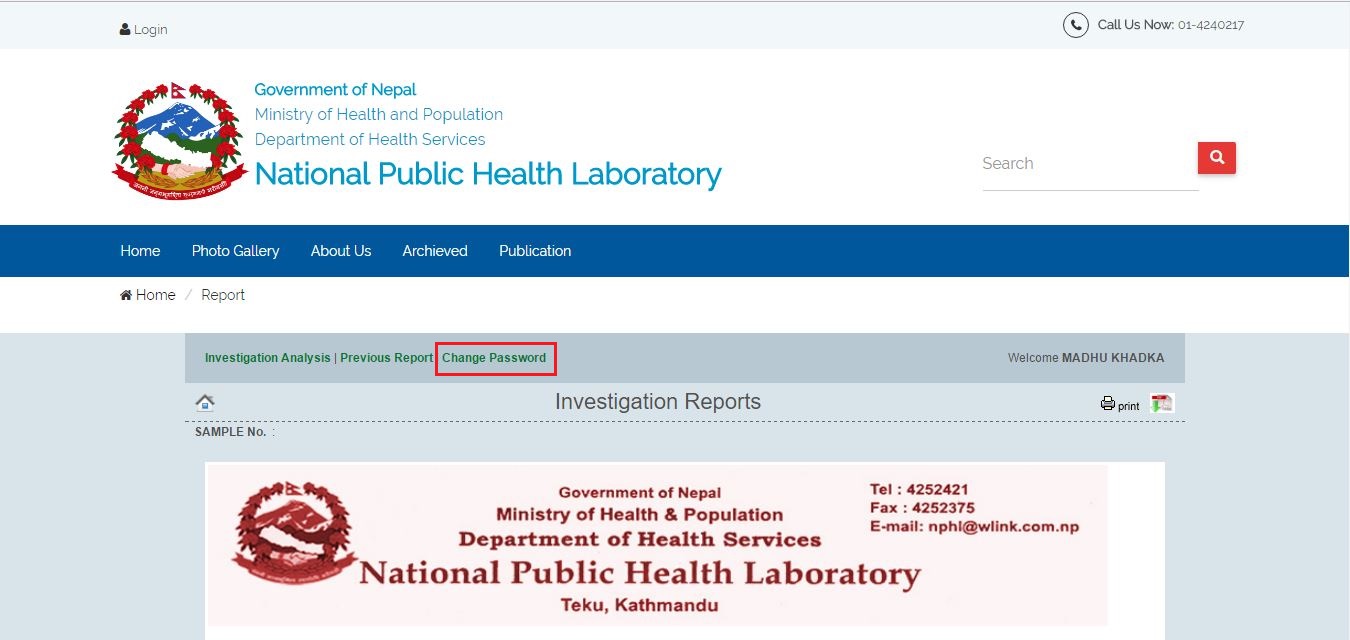 Login
Call Us Now: 01-4240217
Government of Nepal
Ministry of Health and Population
Department of Health Services
National Public Health Laboratory
Search
Home Photo Gallery About Us Archieved Publication
Home / Report
Investigation Analysis | Previous Report Change Password Welcome MADHU KHADKA
Investigation Reports
print
SAMPLE No. :
Government of Nepal
Ministry of Health & Population
Department of Health Services
National Public Health Laboratory
Teku, Kathmandu
Tel : 4252421
Fax : 4252375
E-mail: nphl@wlink.com.np